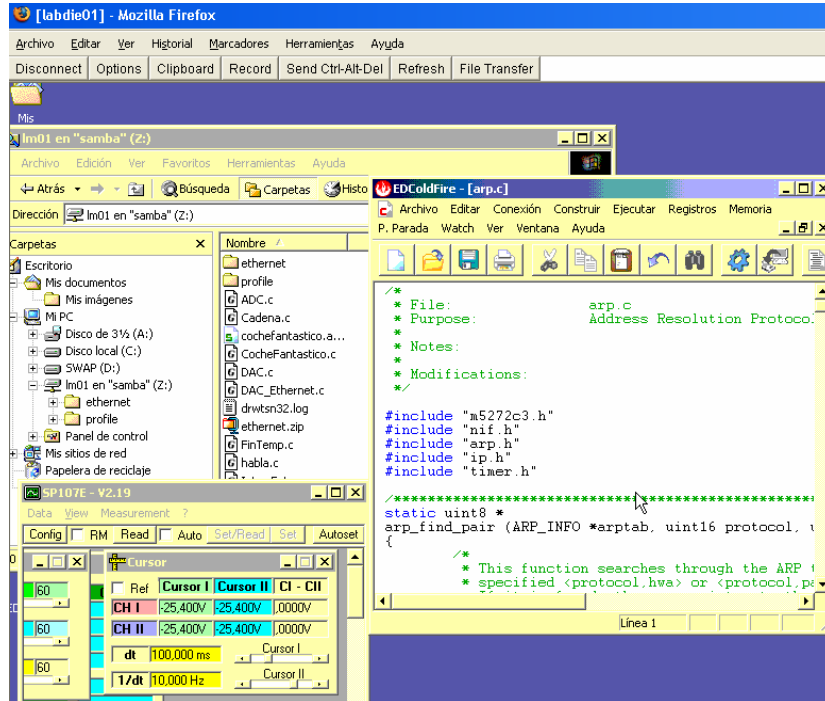 [labdie01] - Mozilla Firefox
Archivo Editar Ver Historial Marcadores Herramientas Ayuda
Disconnect Options Clipboard Record Send Ctrl-Alt-Del Refresh File Transfer
Mis
lm01 en "samba" (Z:)
Archivo Edición Ver Favoritos Herramientas Ayuda
Atrás Búsqueda Carpetas Histo
Dirección lm01 en "samba" (Z:)
Carpetas
Escritorio
Mis documentos
Mis imágenes
Mi PC
Disco de 3½ (A:)
Disco local (C:)
SWAP (D:)
lm01 en "samba" (Z:)
ethernet
profile
Panel de control
Mis sitios de red
Papelera de reciclaje
Nombre
ethernet
profile
ADC.c
Cadena.c
cochefantastico.a...
CocheFantastico.c
DAC.c
DAC_Ethernet.c
drwtsn32.log
ethernet.zip
FinTemp.c
habla.c
EDColdFire - [arp.c]
Archivo Editar Conexión Construir Ejecutar Registros Memoria
P. Parada Watch Ver Ventana Ayuda
/*
* File: arp.c
* Purpose: Address Resolution Protoco
*
* Notes:
*
* Modifications:
*/
#include "m5272c3.h"
#include "nif.h"
#include "arp.h"
#include "ip.h"
#include "timer.h"
static uint8 *
arp_find_pair (ARP_INFO *arptab, uint16 protocol, u
{
/*
* This function searches through the ARP
* specified <protocol,hwa> or <protocol,pa
Línea 1
SP107E - V2.19
Data View Measurement ?
Config RM Read Auto Set/Read Set Autoset
60
60
60
Cursor
Ref Cursor I Cursor II CI - CII
CH I -25,400V -25,400V ,0000V
CH II -25,400V -25,400V ,0000V
dt 100,000 ms Cursor I
1/dt 10,000 Hz Cursor II